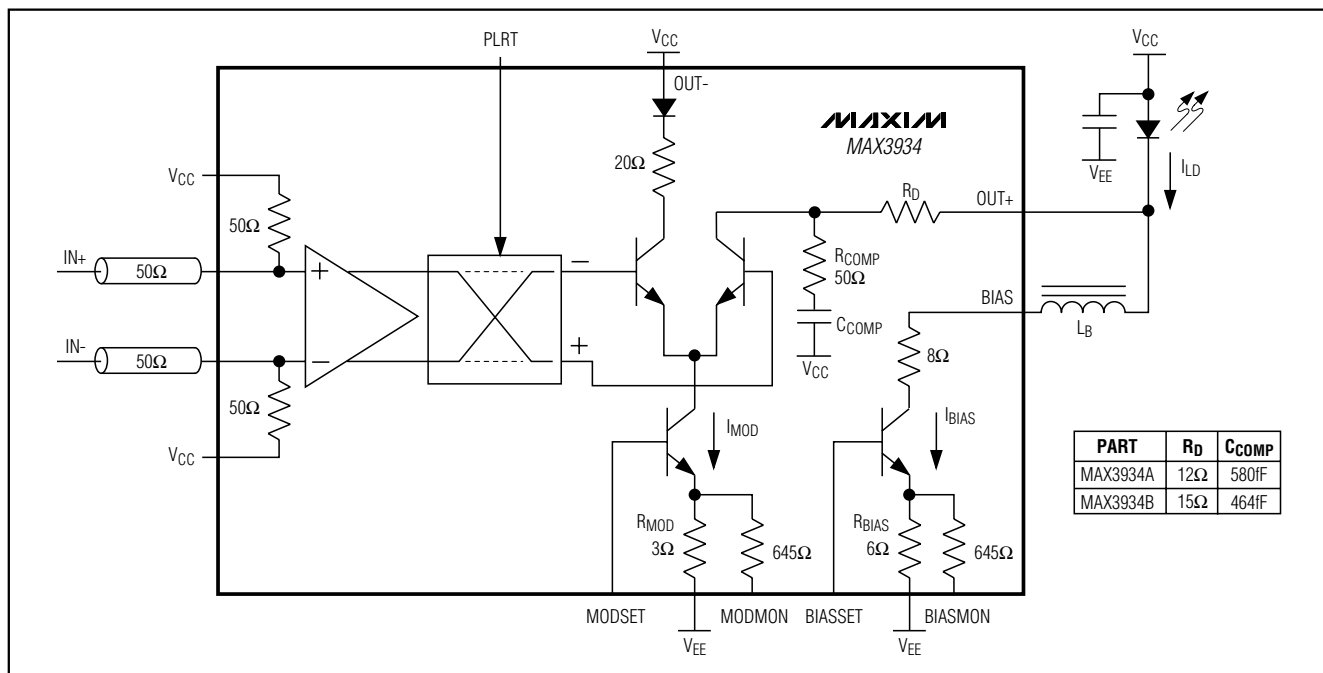 PLRT
VCC
VCC
OUT-
MAXIM
MAX3934
20Ω
VEE
ILD
VCC
50Ω
RD
OUT+
IN+
50Ω
+
−
RCOMP
50Ω
BIAS
CCOMP
LB
IN-
50Ω
−
+
VCC
8Ω
50Ω
IMOD
IBIAS
VCC
PART RD CCOMP
MAX3934A 12Ω 580fF
MAX3934B 15Ω 464fF
RMOD
3Ω
645Ω
RBIAS
6Ω
645Ω
MODSET
MODMON
BIASSET
BIASMON
VEE
VEE